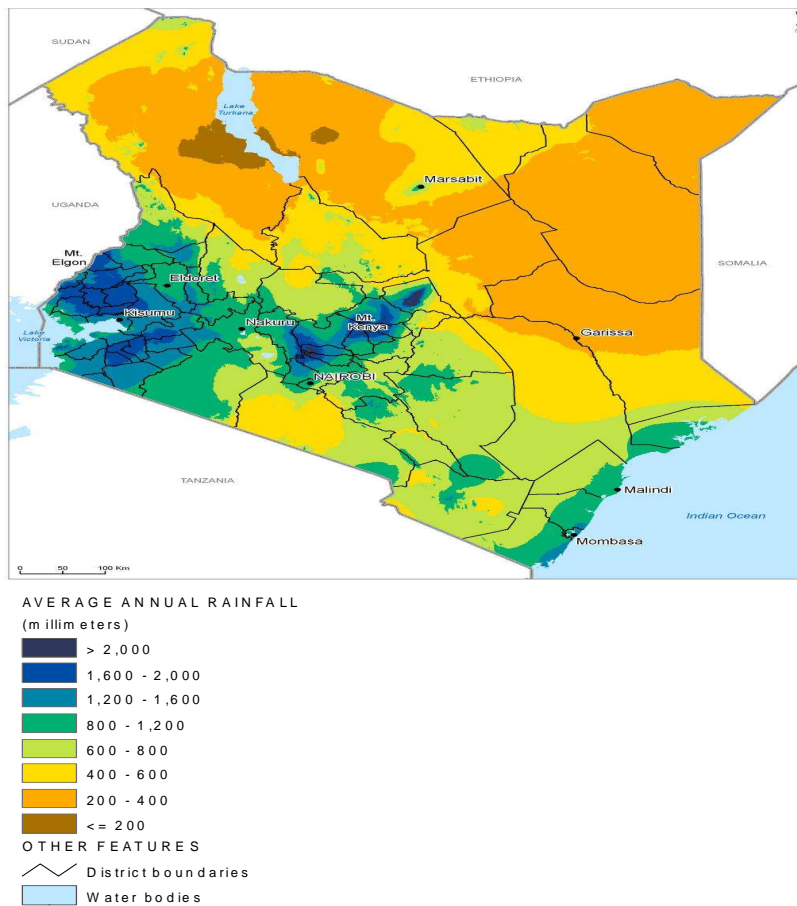 SUDAN
ETHIOPIA
Lake
Turkana
Marsabit
UGANDA
SOMALIA
Mt.
Elgon
Eldoret
Kisumu
Nakuru
Mt.
Kenya
Lake
Victoria
Garissa
NAIROBI
TANZANIA
Malindi
Indian Ocean
Mombasa
0 50 100 Km
AVERAGE ANNUAL RAINFALL
(millimeters)
> 2,000
1,600 - 2,000
1,200 - 1,600
800 - 1,200
600 - 800
400 - 600
200 - 400
<= 200
OTHER FEATURES
District boundaries
Water bodies